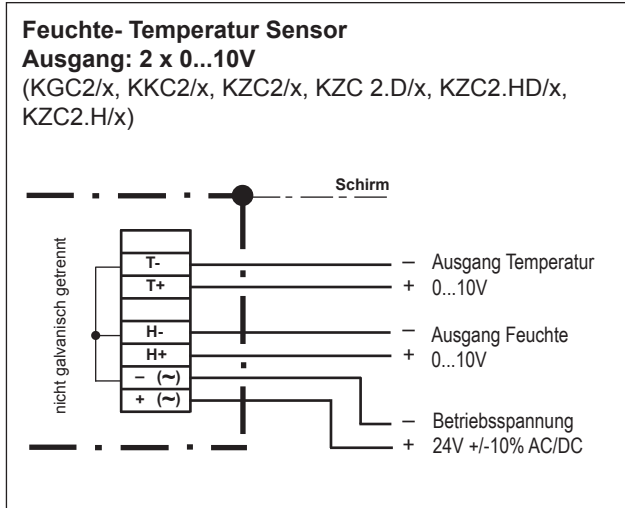 Feuchte- Temperatur Sensor
Ausgang: 2 x 0...10V
(KGC2/x, KKC2/x, KZC2/x, KZC 2.D/x, KZC2.HD/x,
KZC2.H/x)
Schirm
nicht galvanisch getrennt
T-
– Ausgang Temperatur
T+
+ 0...10V
H-
– Ausgang Feuchte
H+
+ 0...10V
– (~)
+ (~)
– Betriebsspannung
+ 24V +/-10% AC/DC